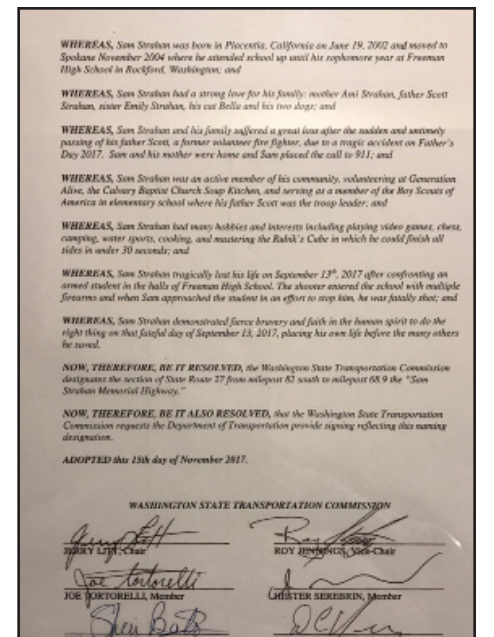 WHEREAS, Sam Strahan was born in Placentia, California on June 19, 2002 and moved to
Spokane November 2004 where he attended school up until his sophomore year at Freeman
High School in Rockford, Washington; and
WHEREAS, Sam Strahan had a strong love for his family: mother Ami Strahan, father Scott
Strahan, sister Emily Strahan, his cat Bella and his two dogs; and
WHEREAS, Sam Strahan and his family suffered a great loss after the sudden and untimely
passing of his father Scott, a former volunteer fire fighter, due to a tragic accident on Father's
Day 2017. Sam and his mother were home and Sam placed the call to 911; and
WHEREAS, Sam Strahan was an active member of his community, volunteering at Generation
Alive, the Calvary Baptist Church Soup Kitchen, and serving as a member of the Boy Scouts of
America in elementary school where his father Scott was the troop leader; and
WHEREAS, Sam Strahan had many hobbies and interests including playing video games, chess,
camping, water sports, cooking, and mastering the Rubik's Cube in which he could finish all
sides in under 30 seconds; and
WHEREAS, Sam Strahan tragically lost his life on September 13th, 2017 after confronting an
armed student in the halls of Freeman High School. The shooter entered the school with multiple
firearms and when Sam approached the student in an effort to stop him, he was fatally shot; and
WHEREAS, Sam Strahan demonstrated fierce bravery and faith in the human spirit to do the
right thing on that fateful day of September 13, 2017, placing his own life before the many others
he saved.
NOW, THEREFORE, BE IT RESOLVED, the Washington State Transportation Commission
designates the section of State Route 27 from milepost 82 south to milepost 68.9 the "Sam
Strahan Memorial Highway."
NOW, THEREFORE, BE IT ALSO RESOLVED, that the Washington State Transportation
Commission requests the Department of Transportation provide signing reflecting this naming
designation.
ADOPTED this 15th day of November 2017.
WASHINGTON STATE TRANSPORTATION COMMISSION
JERRY LITT, Chair ROY JENNINGS, Vice-Chair
Joe Tortorelli
JOE TORTORELLI, Member HESTER SEREBRIN, Member